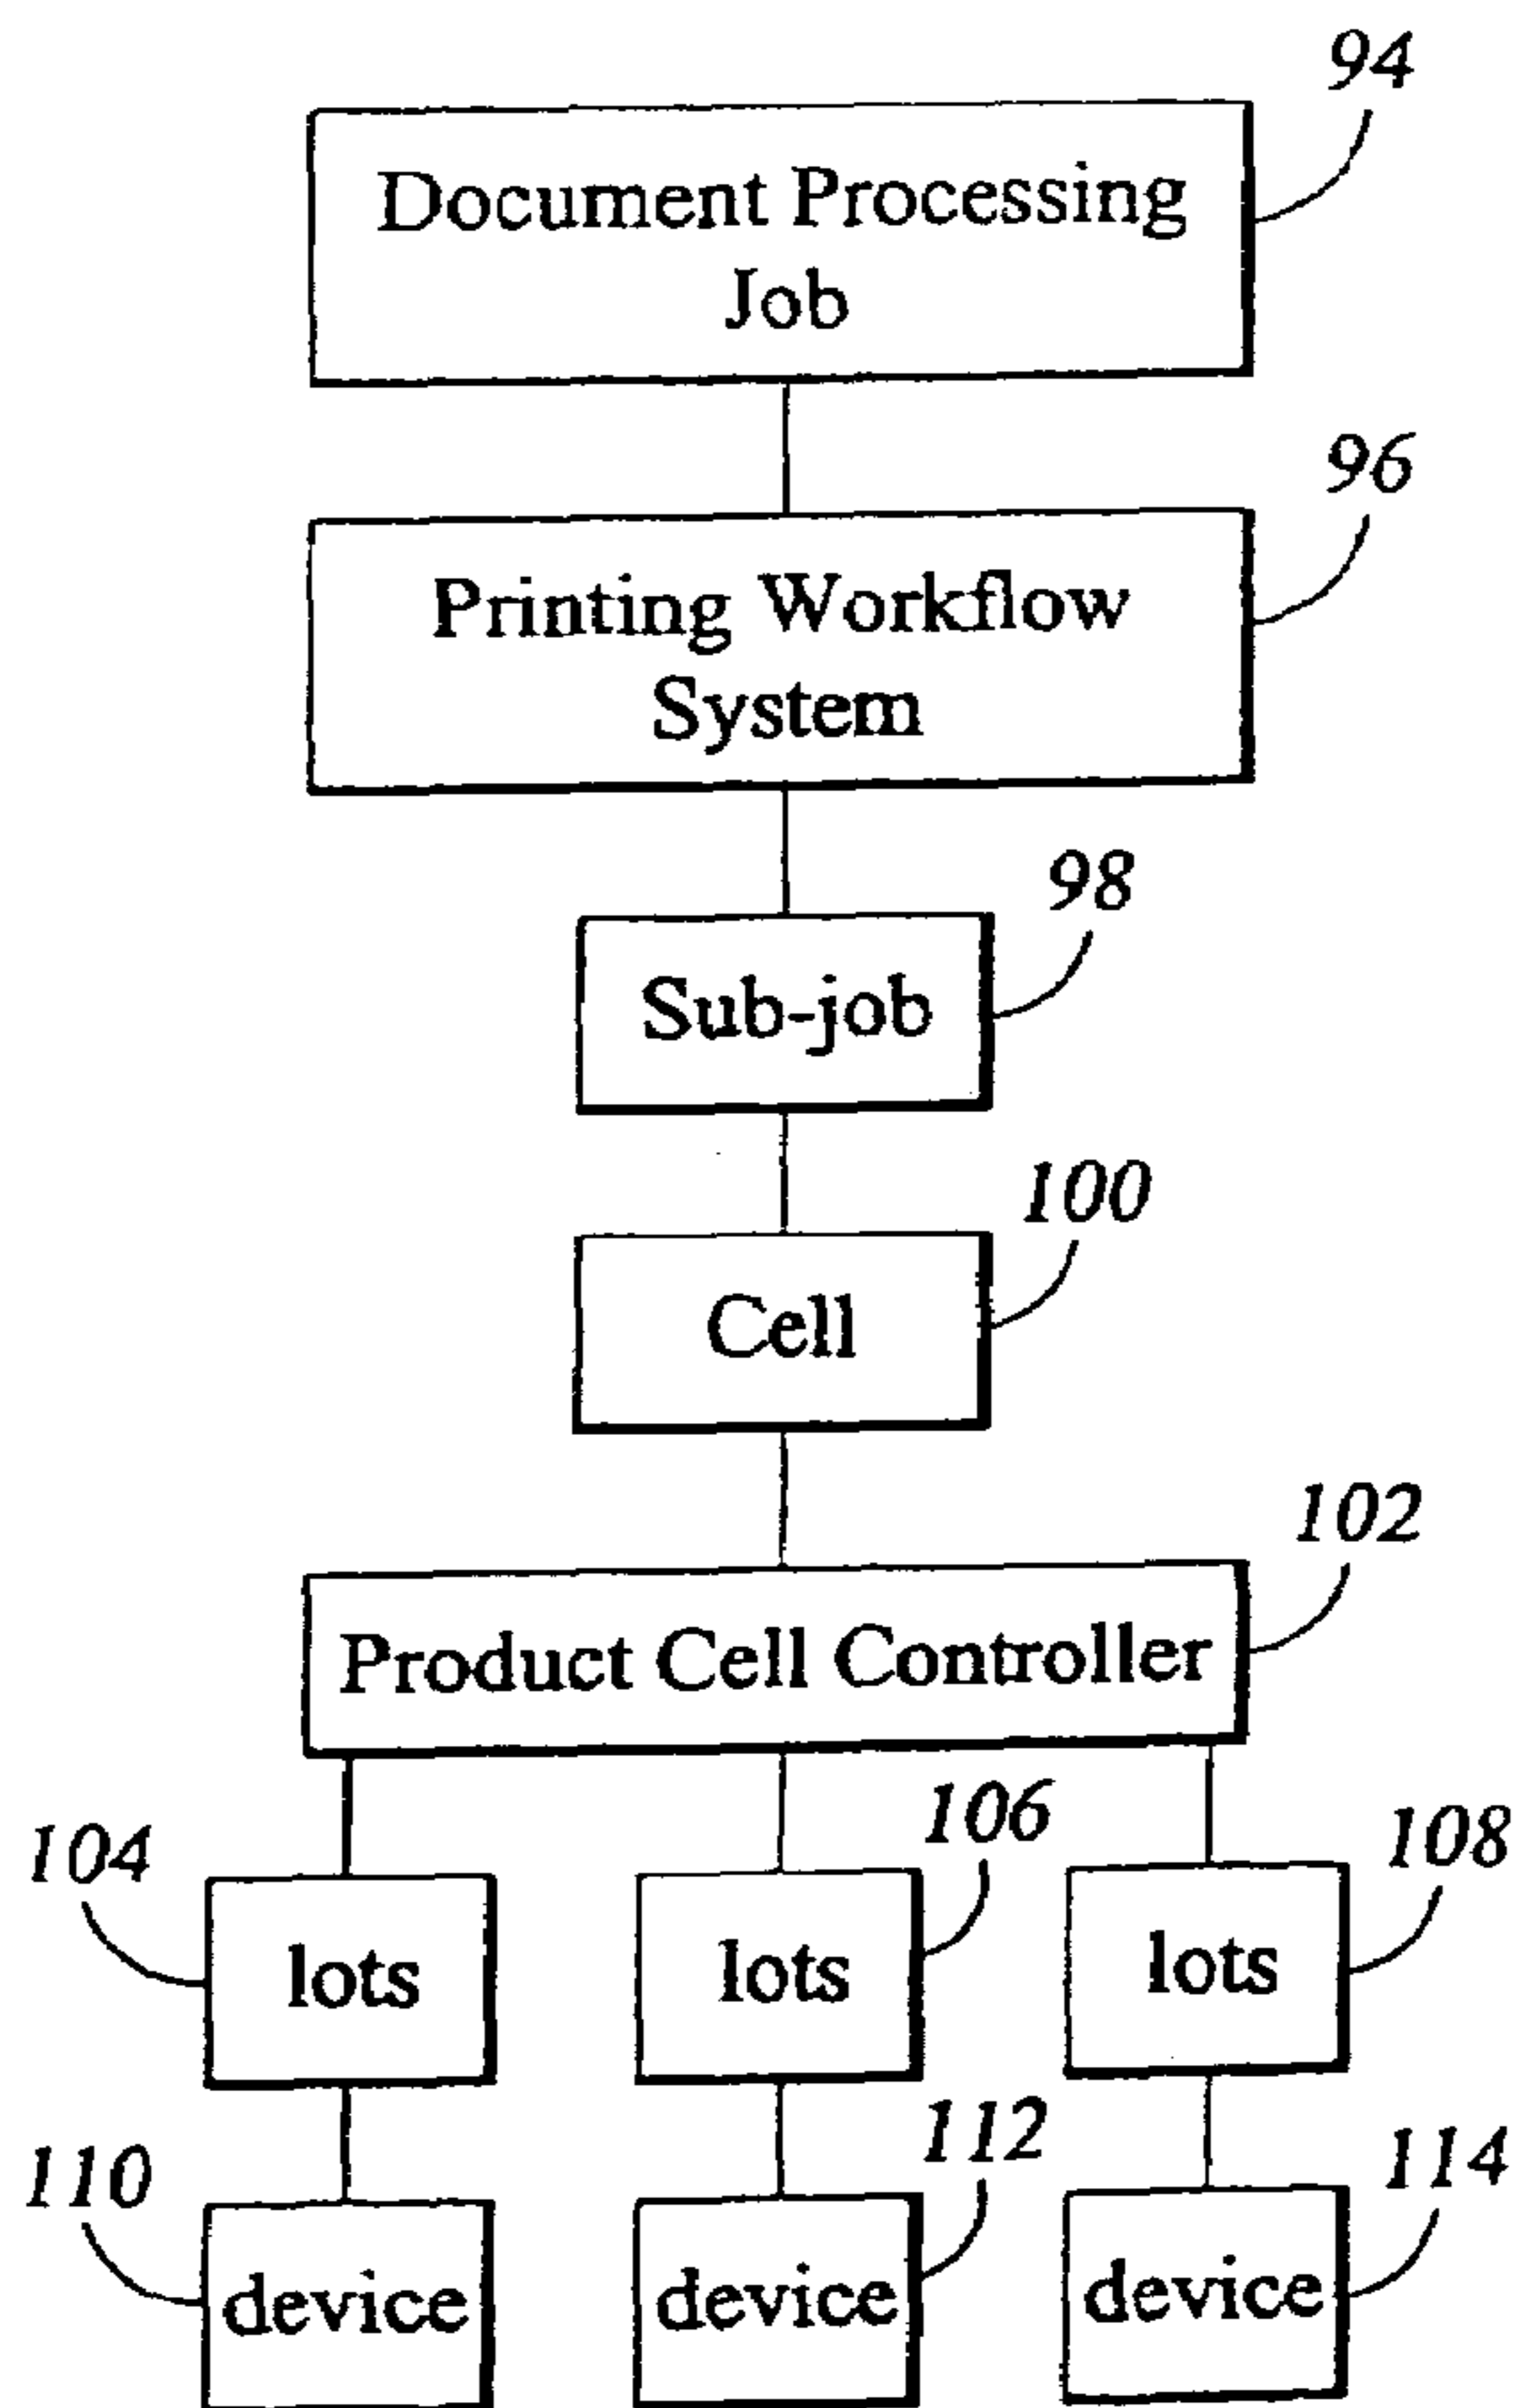 94
Document Processing
Job
96
Printing Workflow
System
98
Sub-job
100
Cell
102
Product Cell Controller
104
106
108
lots
lots
lots
110
112
114
device
device
device